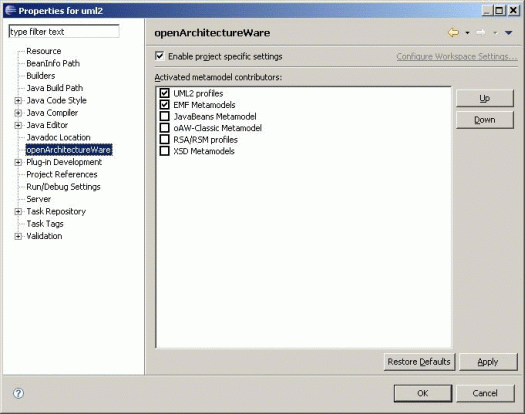 Properties for uml2
type filter text
Resource
BeanInfo Path
Builders
Java Build Path
Java Code Style
Java Compiler
Java Editor
Javadoc Location
openArchitectureWare
Plug-in Development
Project References
Run/Debug Settings
Server
Task Repository
Task Tags
Validation
openArchitectureWare
Enable project specific settings
Configure Workspace Settings...
Activated metamodel contributors:
UML2 profiles
EMF Metamodels
JavaBeans Metamodel
oAW-Classic Metamodel
RSA/RSM profiles
XSD Metamodels
Up
Down
Restore Defaults
Apply
?
OK
Cancel